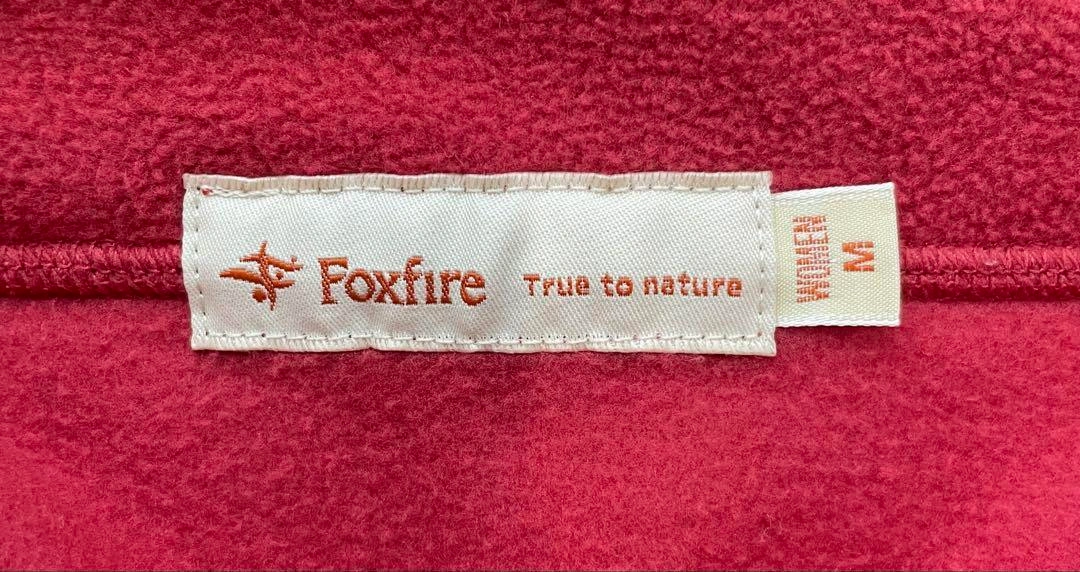 Foxfire True to nature
WOMEN
M